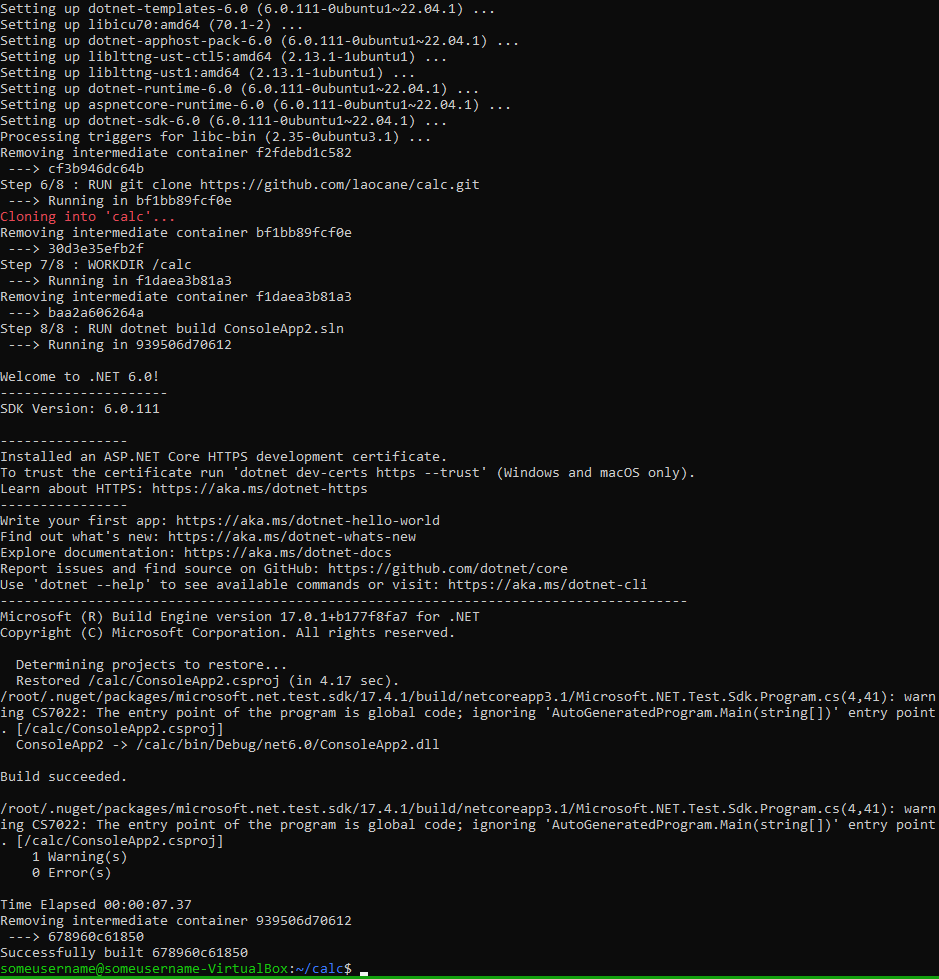 Setting up dotnet-templates-6.0 (6.0.111-0ubuntu1~22.04.1) ...
Setting up libicu70:amd64 (70.1-2) ...
Setting up dotnet-apphost-pack-6.0 (6.0.111-0ubuntu1~22.04.1) ...
Setting up liblttng-ust-ctl5:amd64 (2.13.1-1ubuntu1) ...
Setting up liblttng-ust1:amd64 (2.13.1-1ubuntu1) ...
Setting up dotnet-runtime-6.0 (6.0.111-0ubuntu1~22.04.1) ...
Setting up aspnetcore-runtime-6.0 (6.0.111-0ubuntu1~22.04.1) ...
Setting up dotnet-sdk-6.0 (6.0.111-0ubuntu1~22.04.1) ...
Processing triggers for libc-bin (2.35-0ubuntu3.1) ...
Removing intermediate container f2fdebd1c582
 ---> cf3b946dc64b
Step 6/8 : RUN git clone https://github.com/laocane/calc.git
 ---> Running in bf1bb89fcf0e
Cloning into 'calc'...
Removing intermediate container bf1bb89fcf0e
 ---> 30d3e35efb2f
Step 7/8 : WORKDIR /calc
 ---> Running in f1daea3b81a3
Removing intermediate container f1daea3b81a3
 ---> baa2a606264a
Step 8/8 : RUN dotnet build ConsoleApp2.sln
 ---> Running in 939506d70612

Welcome to .NET 6.0!
---------------------
SDK Version: 6.0.111

----------------
Installed an ASP.NET Core HTTPS development certificate.
To trust the certificate run 'dotnet dev-certs https --trust' (Windows and macOS only).
Learn about HTTPS: https://aka.ms/dotnet-https
----------------
Write your first app: https://aka.ms/dotnet-hello-world
Find out what's new: https://aka.ms/dotnet-whats-new
Explore documentation: https://aka.ms/dotnet-docs
Report issues and find source on GitHub: https://github.com/dotnet/core
Use 'dotnet --help' to see available commands or visit: https://aka.ms/dotnet-cli
--------------------------------------------------------------------------------------
Microsoft (R) Build Engine version 17.0.1+b177f8fa7 for .NET
Copyright (C) Microsoft Corporation. All rights reserved.

  Determining projects to restore...
  Restored /calc/ConsoleApp2.csproj (in 4.17 sec).
/root/.nuget/packages/microsoft.net.test.sdk/17.4.1/build/netcoreapp3.1/Microsoft.NET.Test.Sdk.Program.cs(4,41): warn
ing CS7022: The entry point of the program is global code; ignoring 'AutoGeneratedProgram.Main(string[])' entry point
. [/calc/ConsoleApp2.csproj]
  ConsoleApp2 -> /calc/bin/Debug/net6.0/ConsoleApp2.dll

Build succeeded.

/root/.nuget/packages/microsoft.net.test.sdk/17.4.1/build/netcoreapp3.1/Microsoft.NET.Test.Sdk.Program.cs(4,41): warn
ing CS7022: The entry point of the program is global code; ignoring 'AutoGeneratedProgram.Main(string[])' entry point
. [/calc/ConsoleApp2.csproj]
    1 Warning(s)
    0 Error(s)

Time Elapsed 00:00:07.37
Removing intermediate container 939506d70612
 ---> 678960c61850
Successfully built 678960c61850
someusername@someusername-VirtualBox:~/calc$